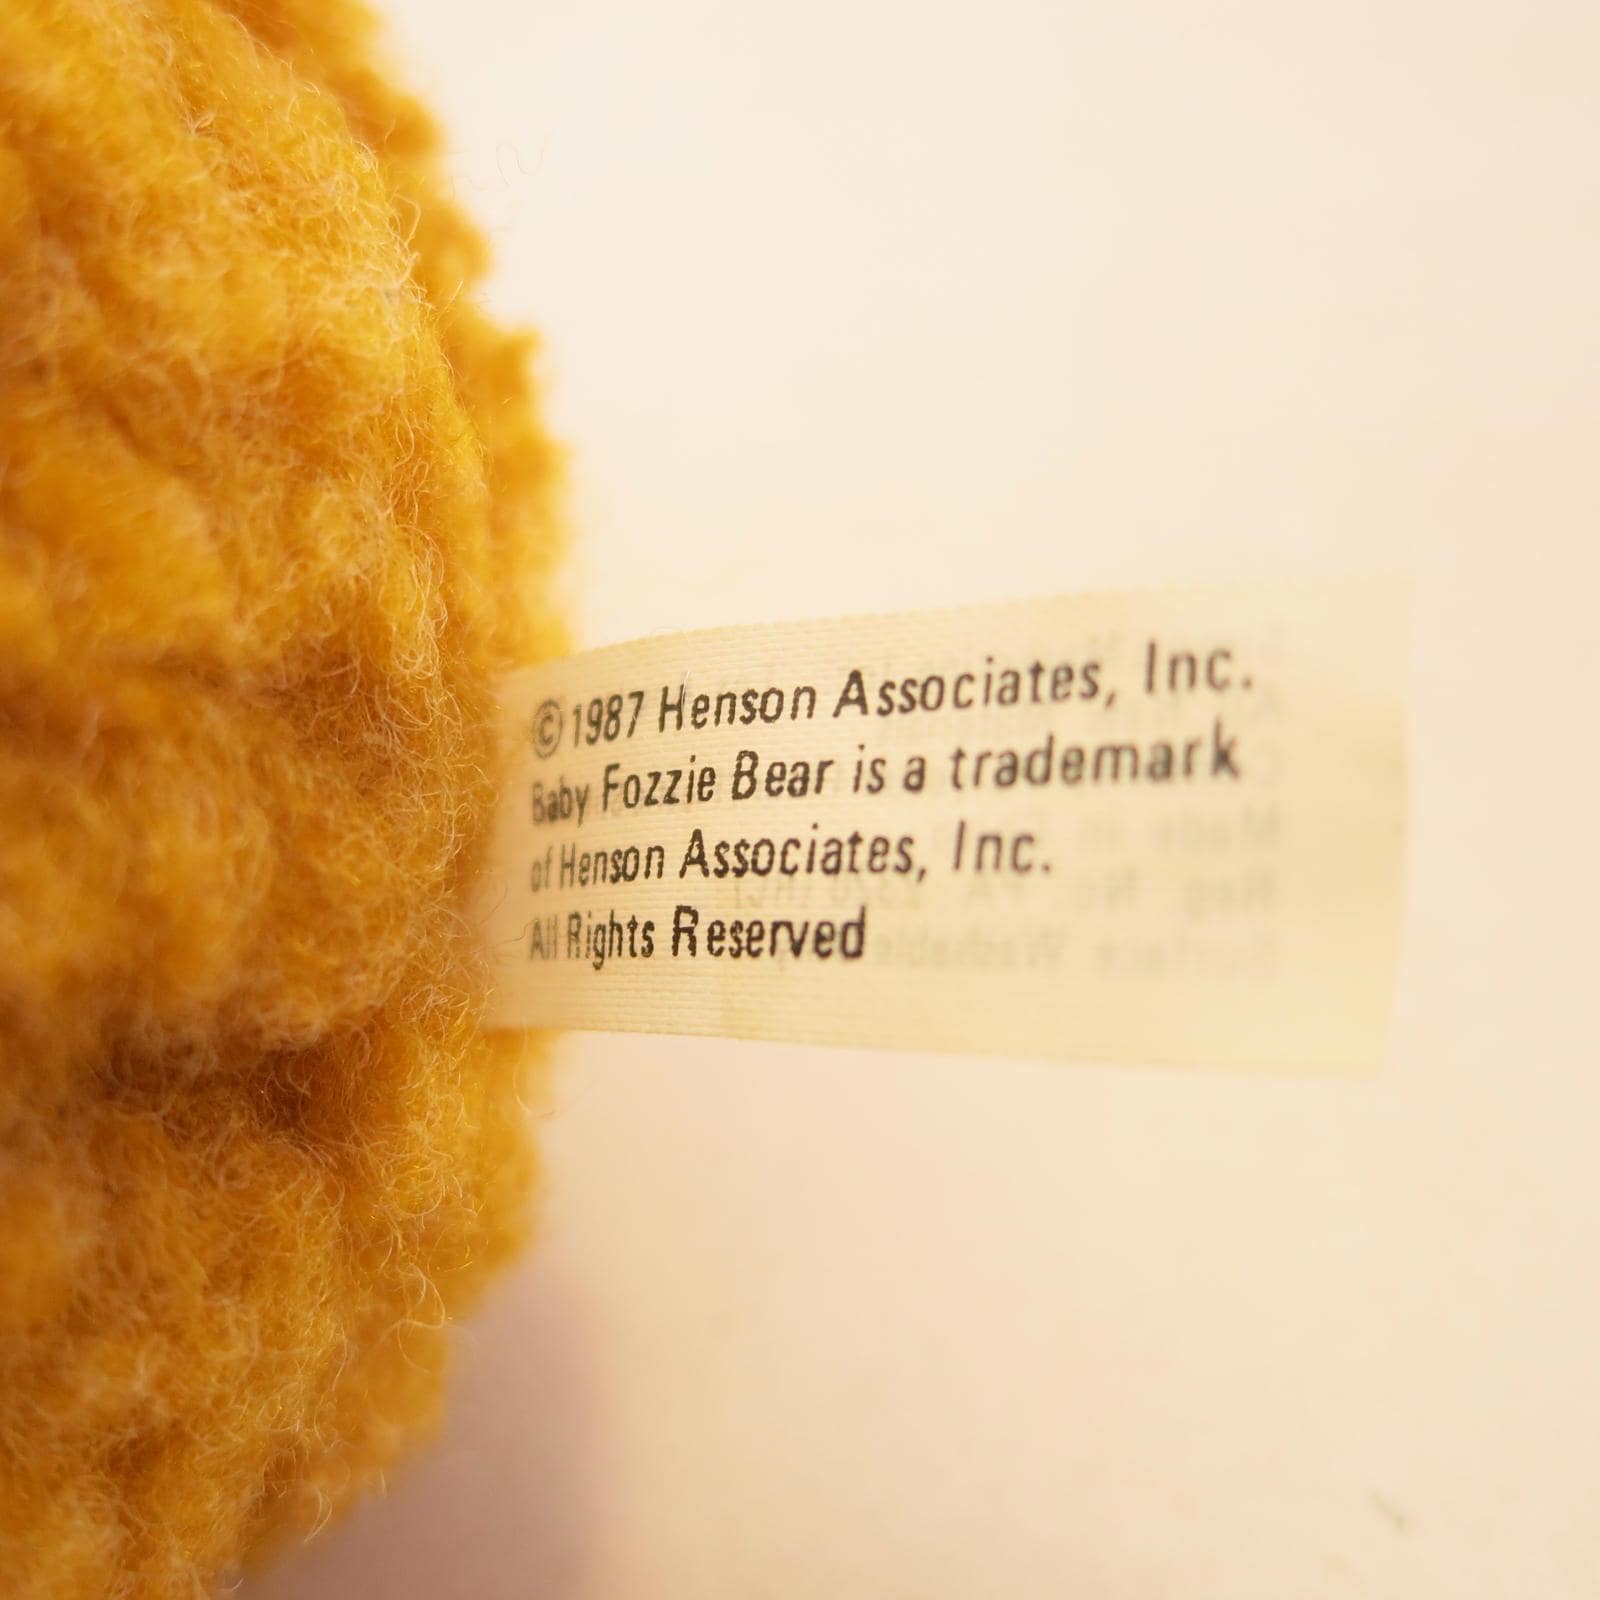 © 1987 Henson Associates, Inc.
Baby Fozzie Bear is a trademark
of Henson Associates, Inc.
All Rights Reserved